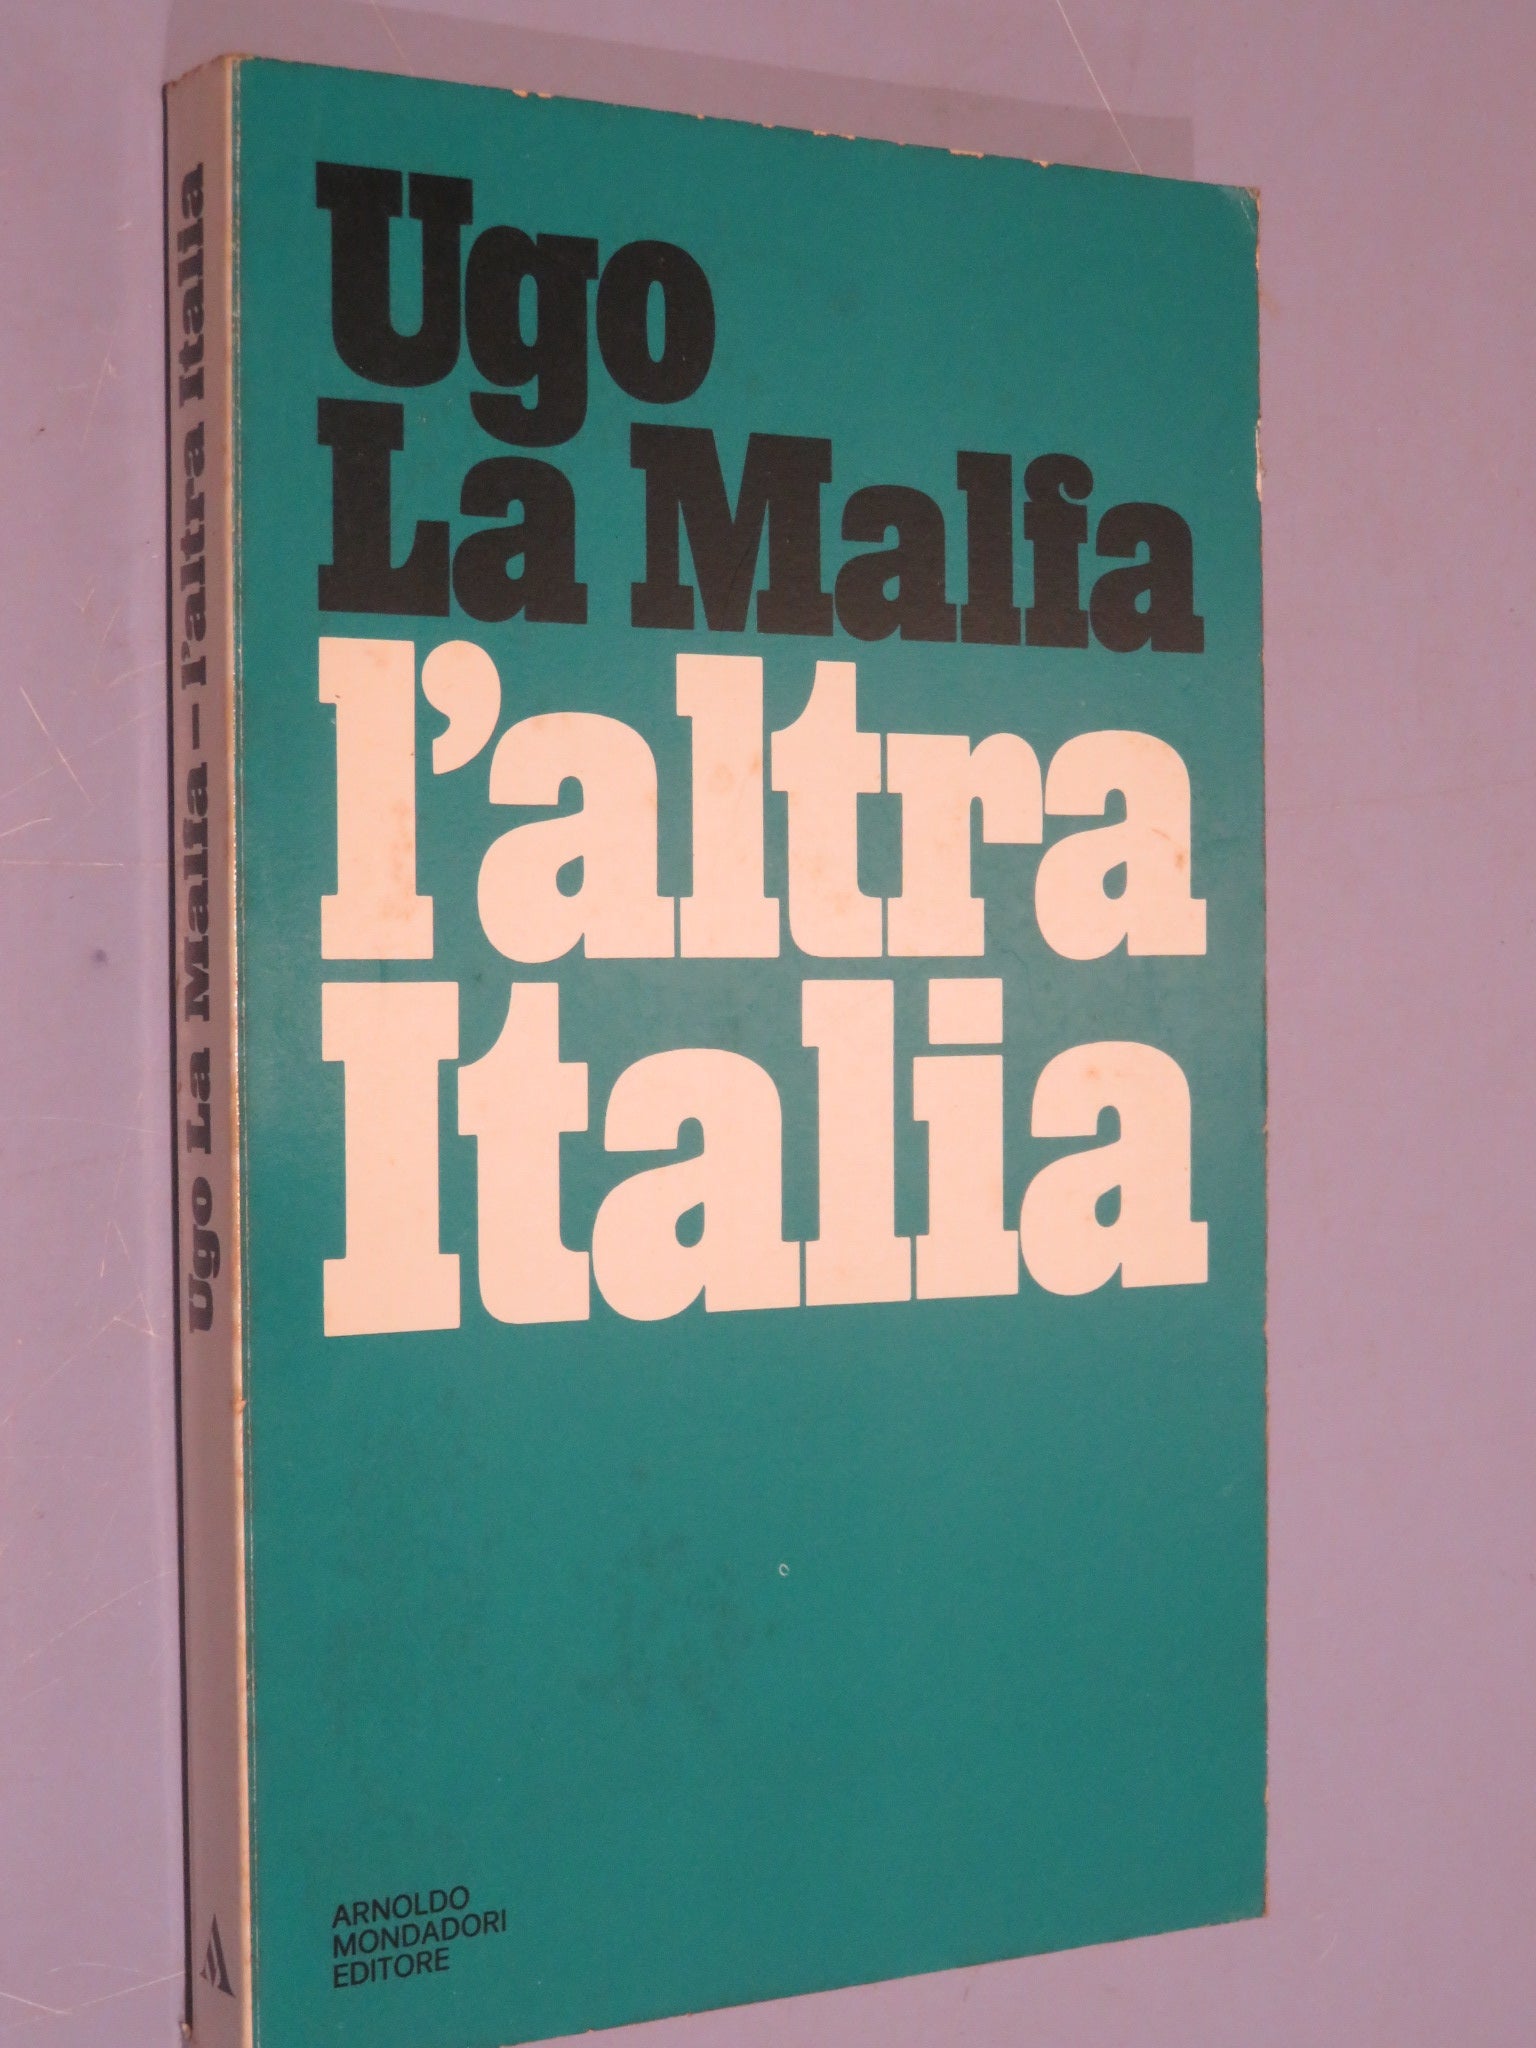 Ugo
La Malfa
l'altra
Italia
ARNOLDO
MONDADORI
EDITORE
Ugo La Malfa – l'altra Italia